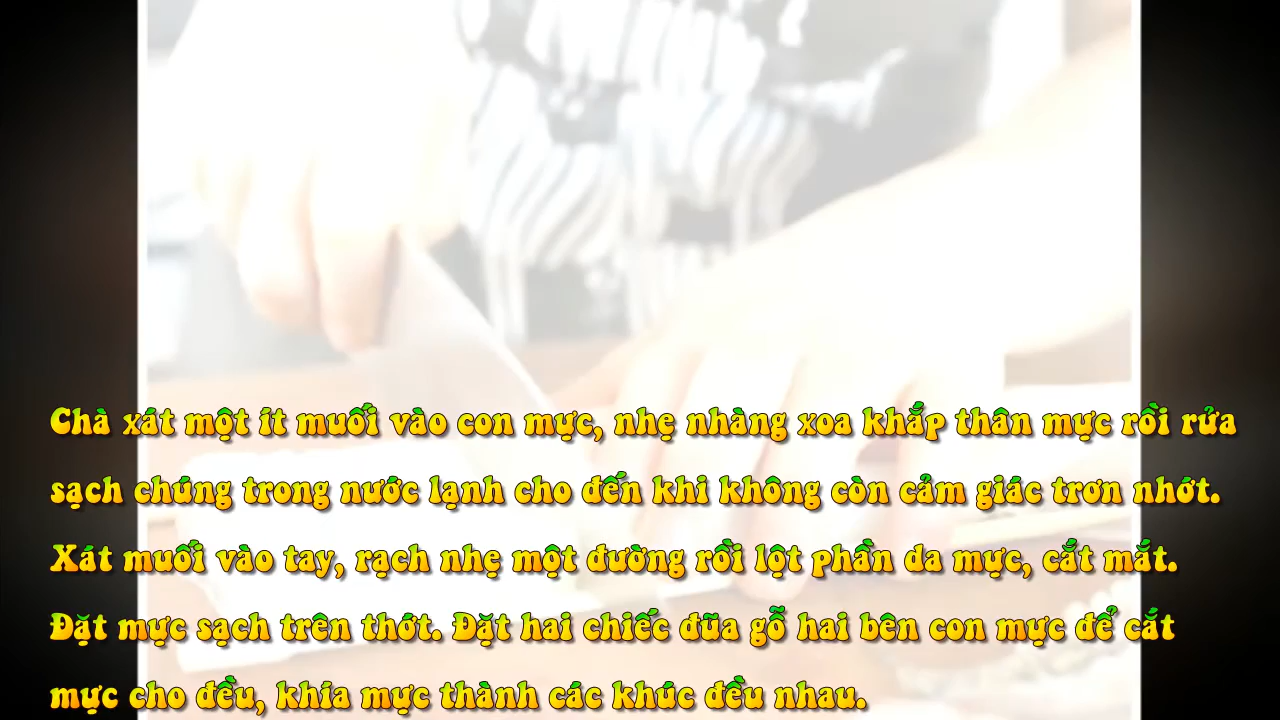 Chà xát một ít muối vào con mực, nhẹ nhàng xoa khắp thân mực rồi rửa
sạch chúng trong nước lạnh cho đến khi không còn cảm giác trơn nhớt.
Xát muối vào tay, rạch nhẹ một đường rồi lột phần da mực, cắt mắt.
Đặt mực sạch trên thớt. Đặt hai chiếc đũa gỗ hai bên con mực để cắt
mực cho đều, khía mực thành các khúc đều nhau.